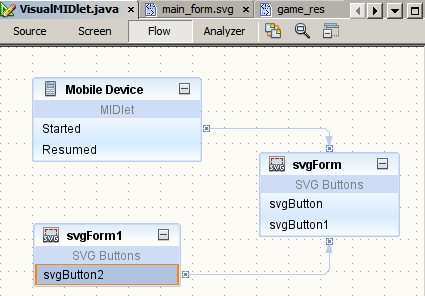 VisualMIDlet.java main_form.svg game_res
Source Screen Flow Analyzer
Mobile Device
MIDlet
Started
Resumed
svgForm
SVG Buttons
svgButton
svgButton1
svgForm1
SVG Buttons
svgButton2